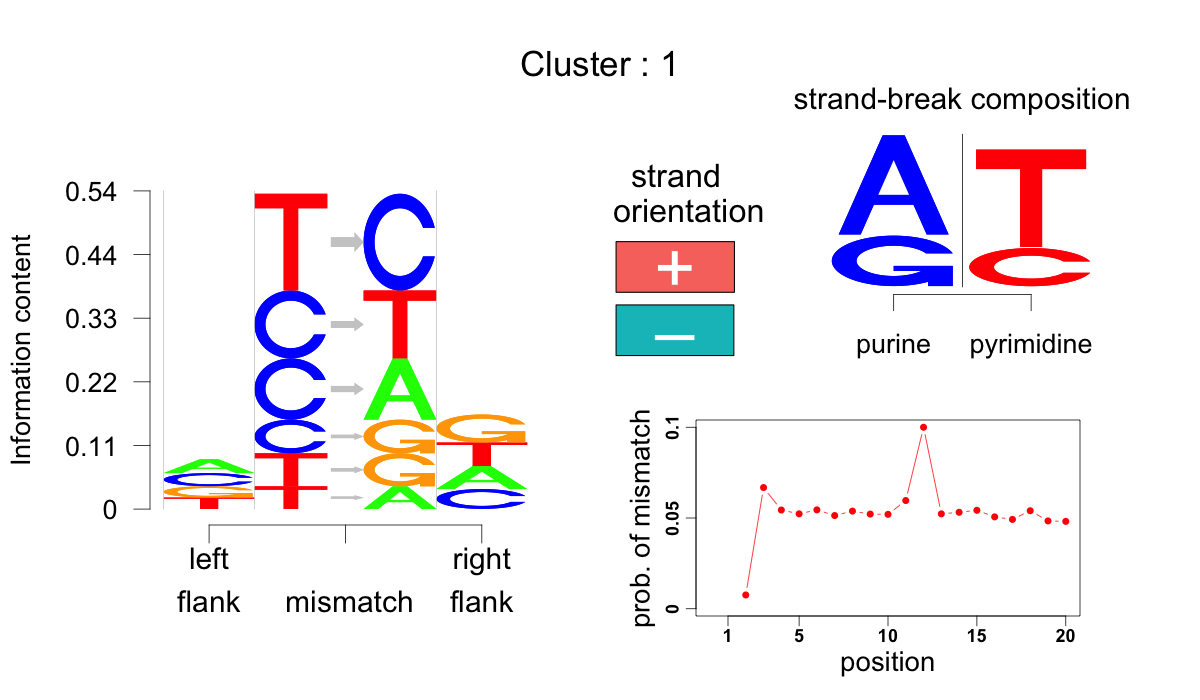 Cluster : 1
strand-break composition
A
T
G
C
purine
pyrimidine
strand
orientation
+
−
Information content
0.54
0.44
0.33
0.22
0.11
0
A
C
G
T
T
C
C
C
T
T
C
T
A
G
G
A
G
T
A
C
left
flank
mismatch
right
flank
prob. of mismatch
0.1
0.05
0
1
5
10
15
20
position